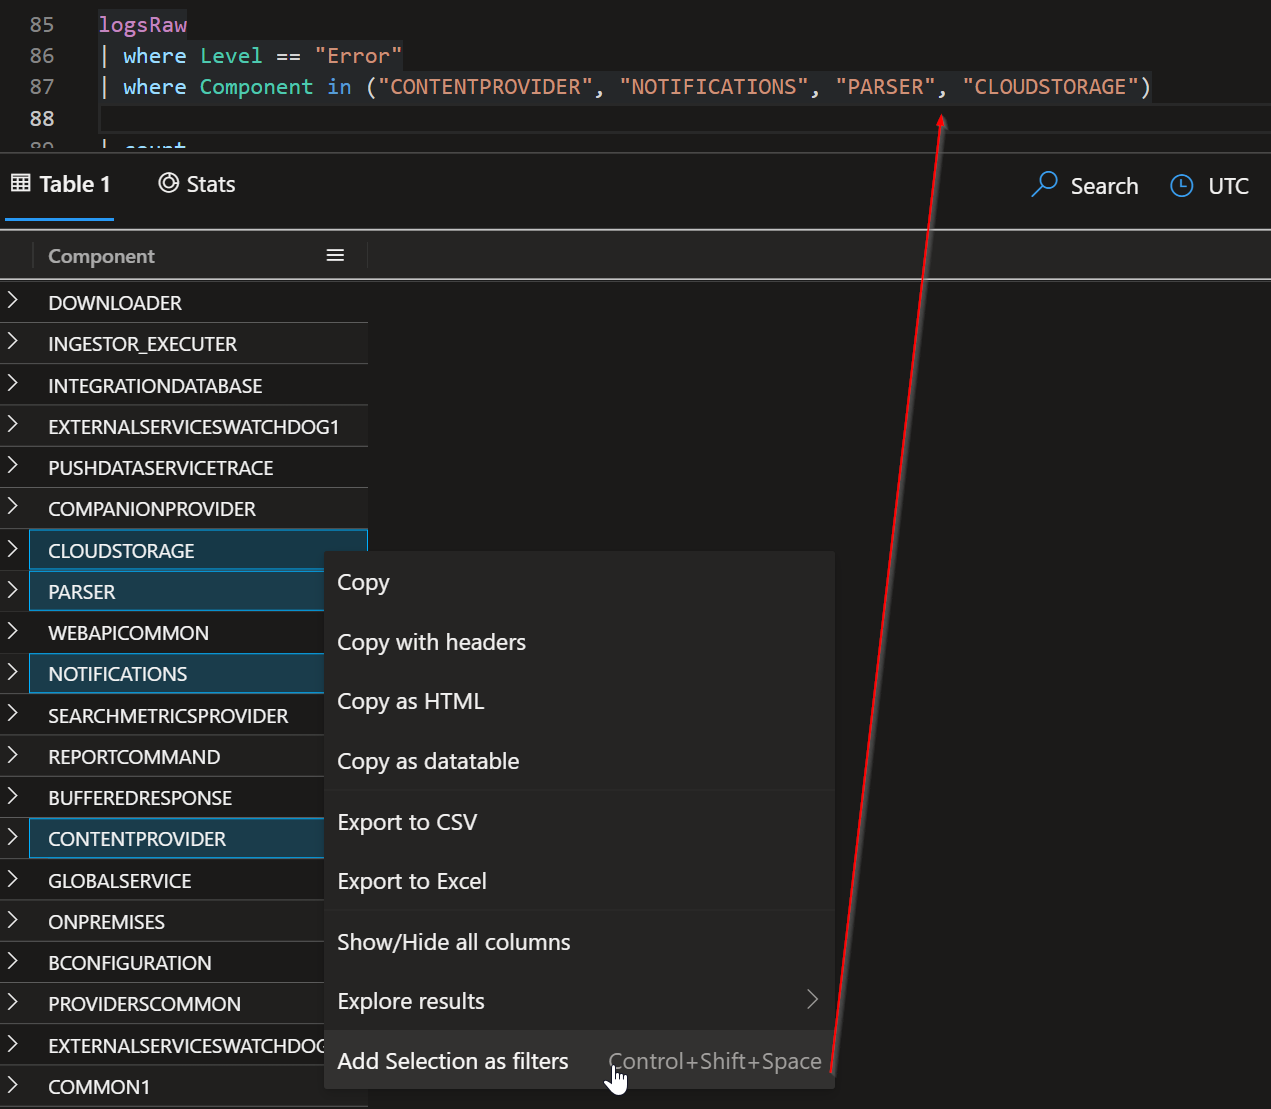 85 logsRaw
86 | where Level == "Error"
87 | where Component in ("CONTENTPROVIDER", "NOTIFICATIONS", "PARSER", "CLOUDSTORAGE")
88
89 | count
Table 1 Stats Search UTC
Component
DOWNLOADER
INGESTOR_EXECUTER
INTEGRATIONDATABASE
EXTERNALSERVICESWATCHDOG1
PUSHDATASERVICETRACE
COMPANIONPROVIDER
CLOUDSTORAGE
PARSER
WEBAPICOMMON
NOTIFICATIONS
SEARCHMETRICSPROVIDER
REPORTCOMMAND
BUFFEREDRESPONSE
CONTENTPROVIDER
GLOBALSERVICE
ONPREMISES
BCONFIGURATION
PROVIDERSCOMMON
EXTERNALSERVICESWATCHDOG
COMMON1
Copy
Copy with headers
Copy as HTML
Copy as datatable
Export to CSV
Export to Excel
Show/Hide all columns
Explore results
Add Selection as filters Control+Shift+Space